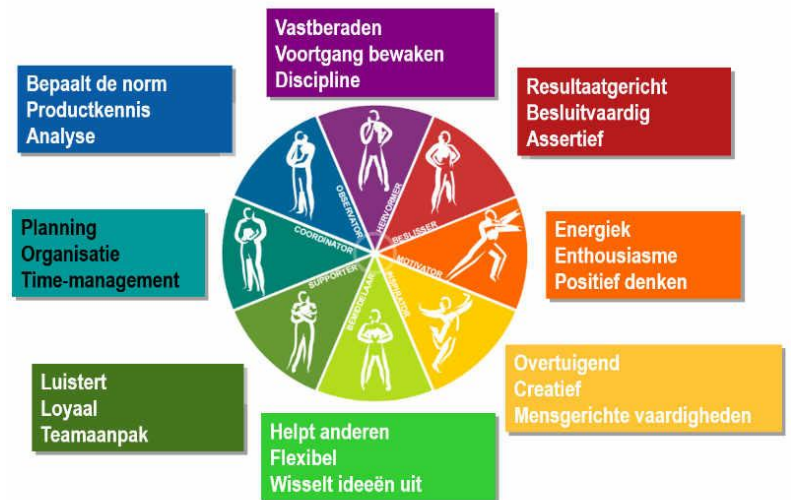 Vastberaden
Voortgang bewaken
Discipline
Bepaalt de norm
Productkennis
Analyse
Resultaatgericht
Besluitvaardig
Assertief
Planning
Organisatie
Time-management
Energiek
Enthousiasme
Positief denken
Luistert
Loyaal
Teamaanpak
Helpt anderen
Flexibel
Wisselt ideeën uit
Overtuigend
Creatief
Mensgerichte vaardigheden
OBSERVATOR
HERVORMER
BESLISSER
MOTIVATOR
INSPIRATOR
BEMIDDELAAR
SUPPORTER
COORDINATOR